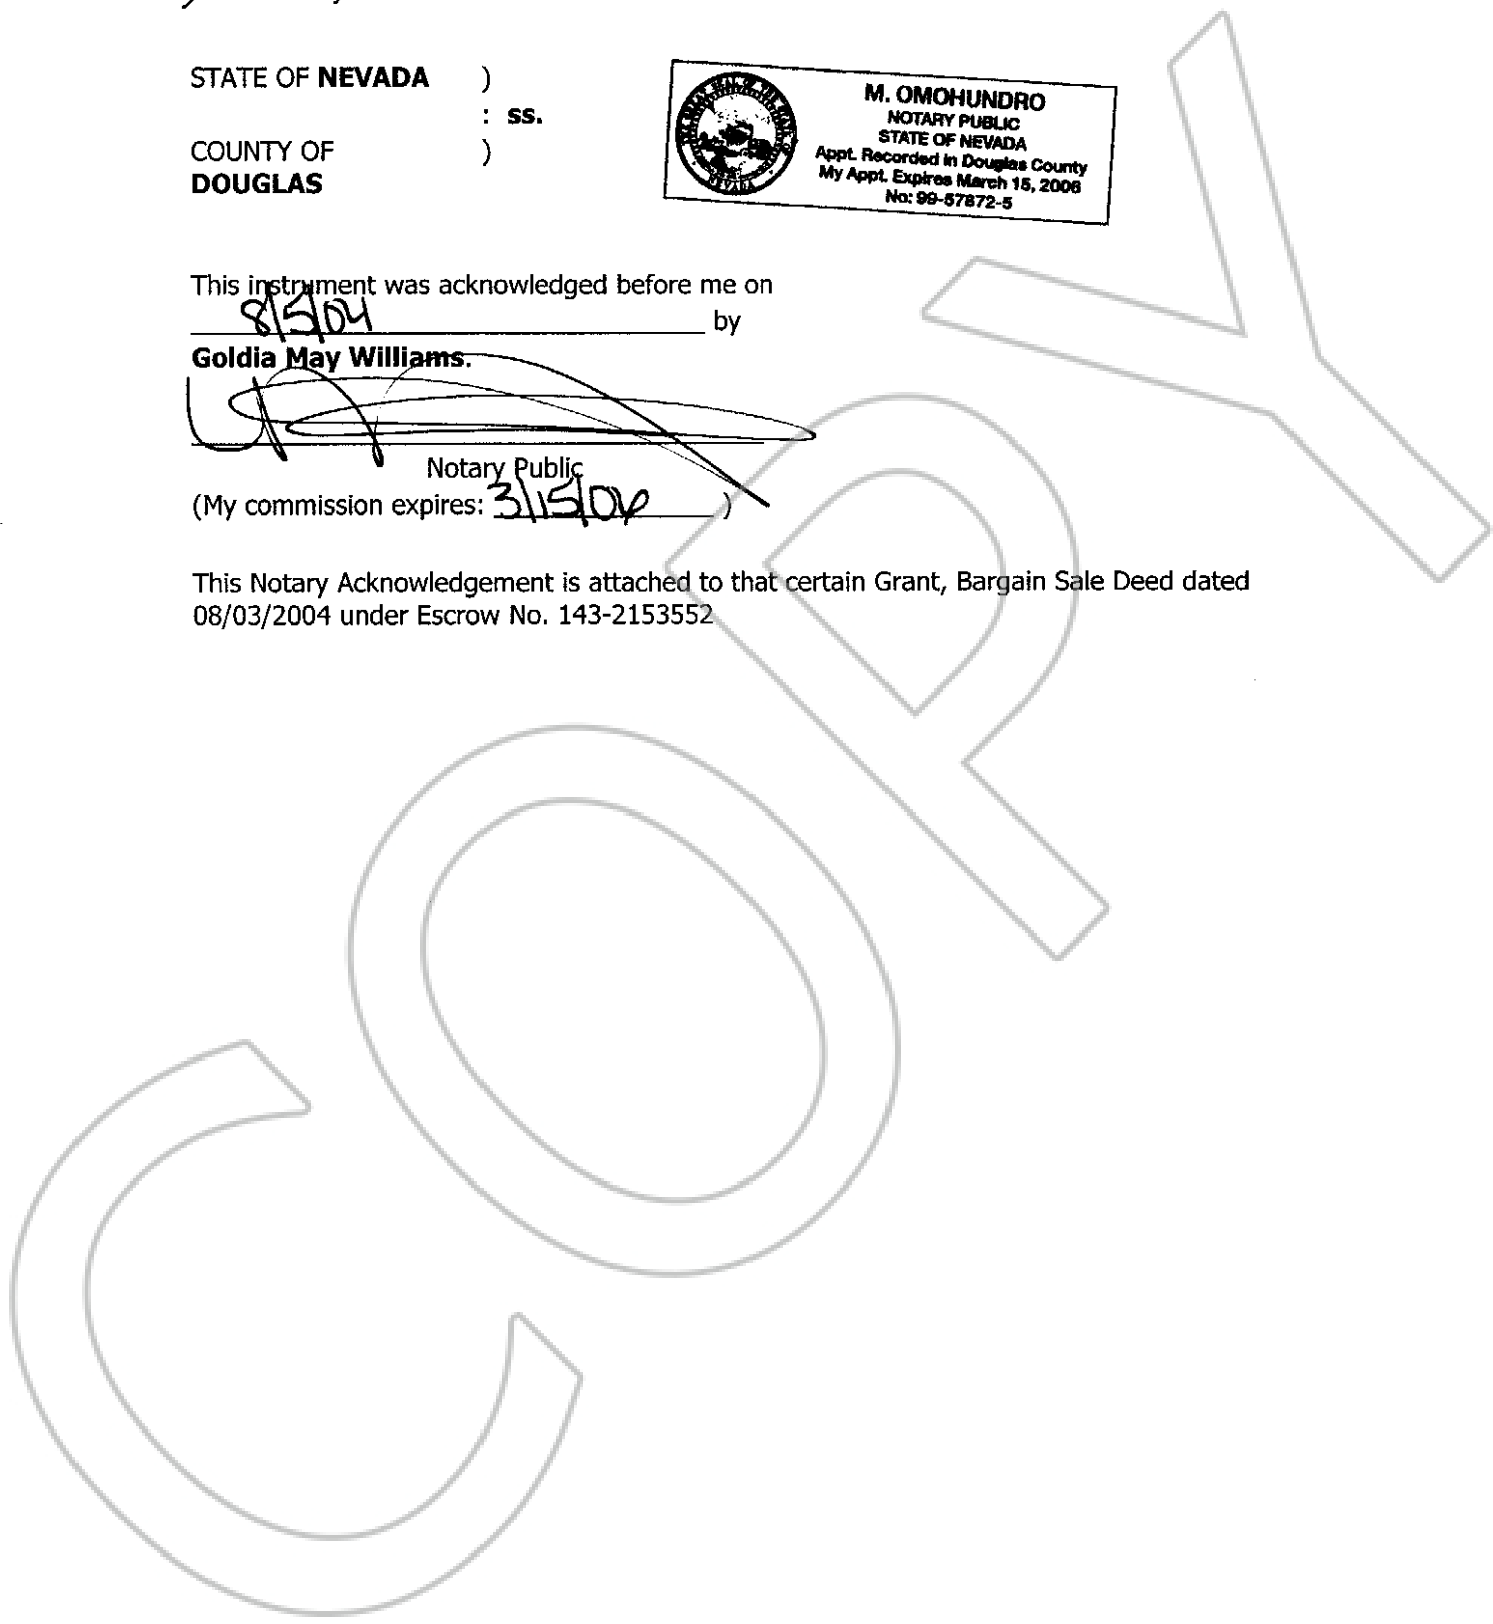 STATE OF NEVADA )
: ss.
COUNTY OF )
DOUGLAS
M. OMOHUNDRO
NOTARY PUBLIC
STATE OF NEVADA
Appt. Recorded in Douglas County
My Appt. Expires March 15, 2006
No: 99-57872-5
This instrument was acknowledged before me on
8/5/04 by
Goldia May Williams.
Notary Public
(My commission expires: 3/15/06 )
This Notary Acknowledgement is attached to that certain Grant, Bargain Sale Deed dated
08/03/2004 under Escrow No. 143-2153552
COPY